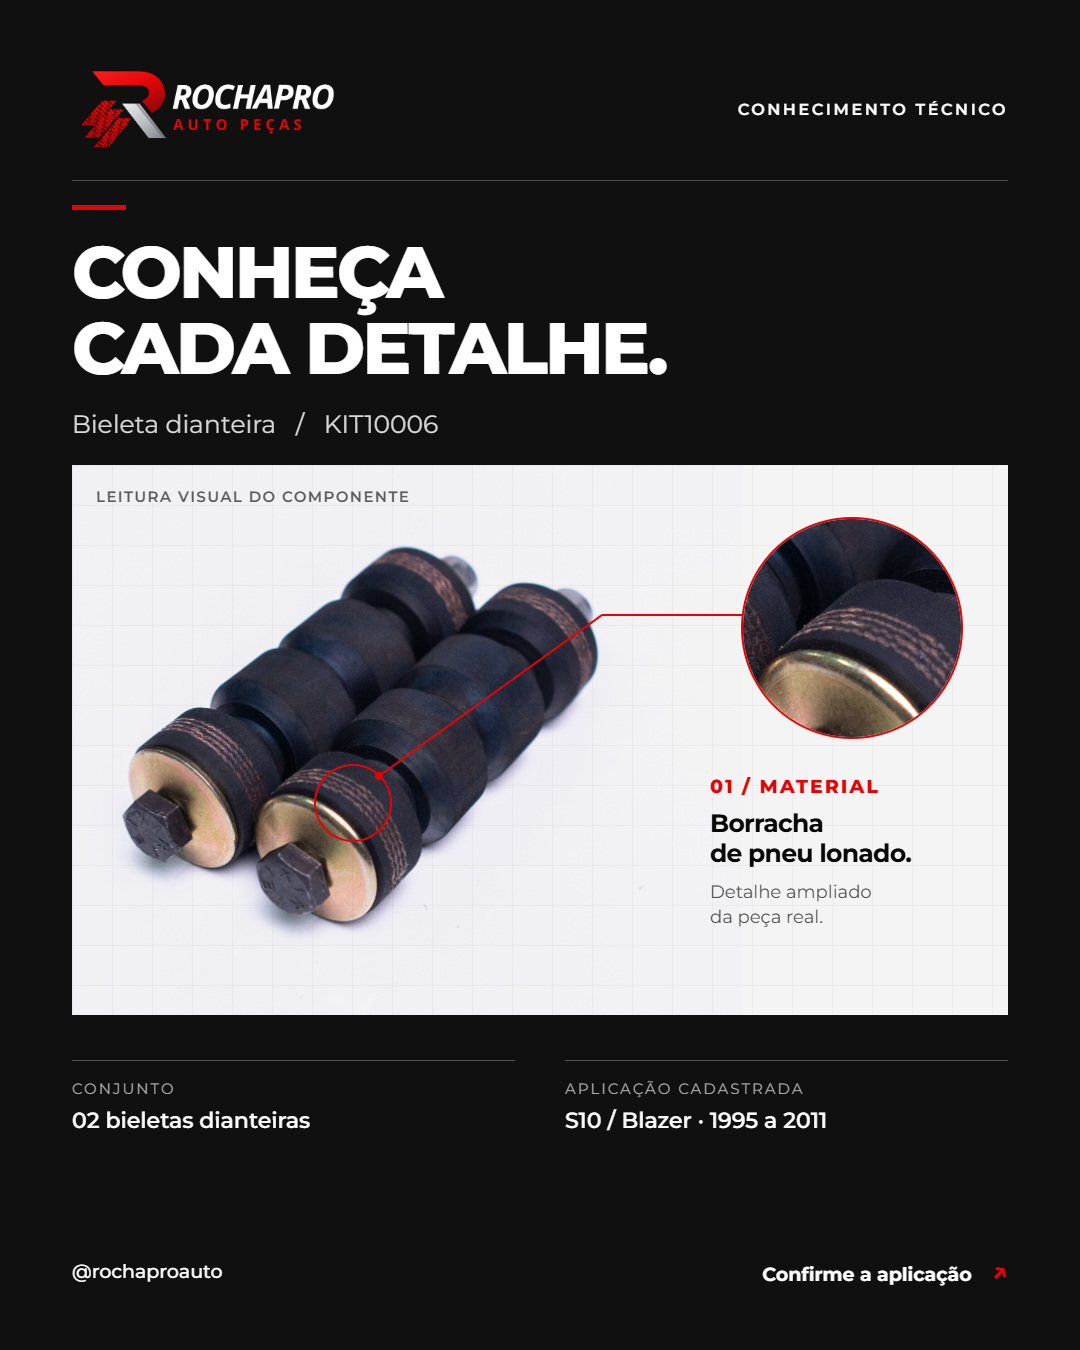 ROCHAPRO
AUTO PEÇAS
CONHECIMENTO TÉCNICO
CONHEÇA
CADA DETALHE.
Bieleta dianteira / KIT10006
LEITURA VISUAL DO COMPONENTE
01 / MATERIAL
Borracha
de pneu lonado.
Detalhe ampliado
da peça real.
CONJUNTO
02 bieletas dianteiras
APLICAÇÃO CADASTRADA
S10 / Blazer · 1995 a 2011
@rochaproauto
Confirme a aplicação